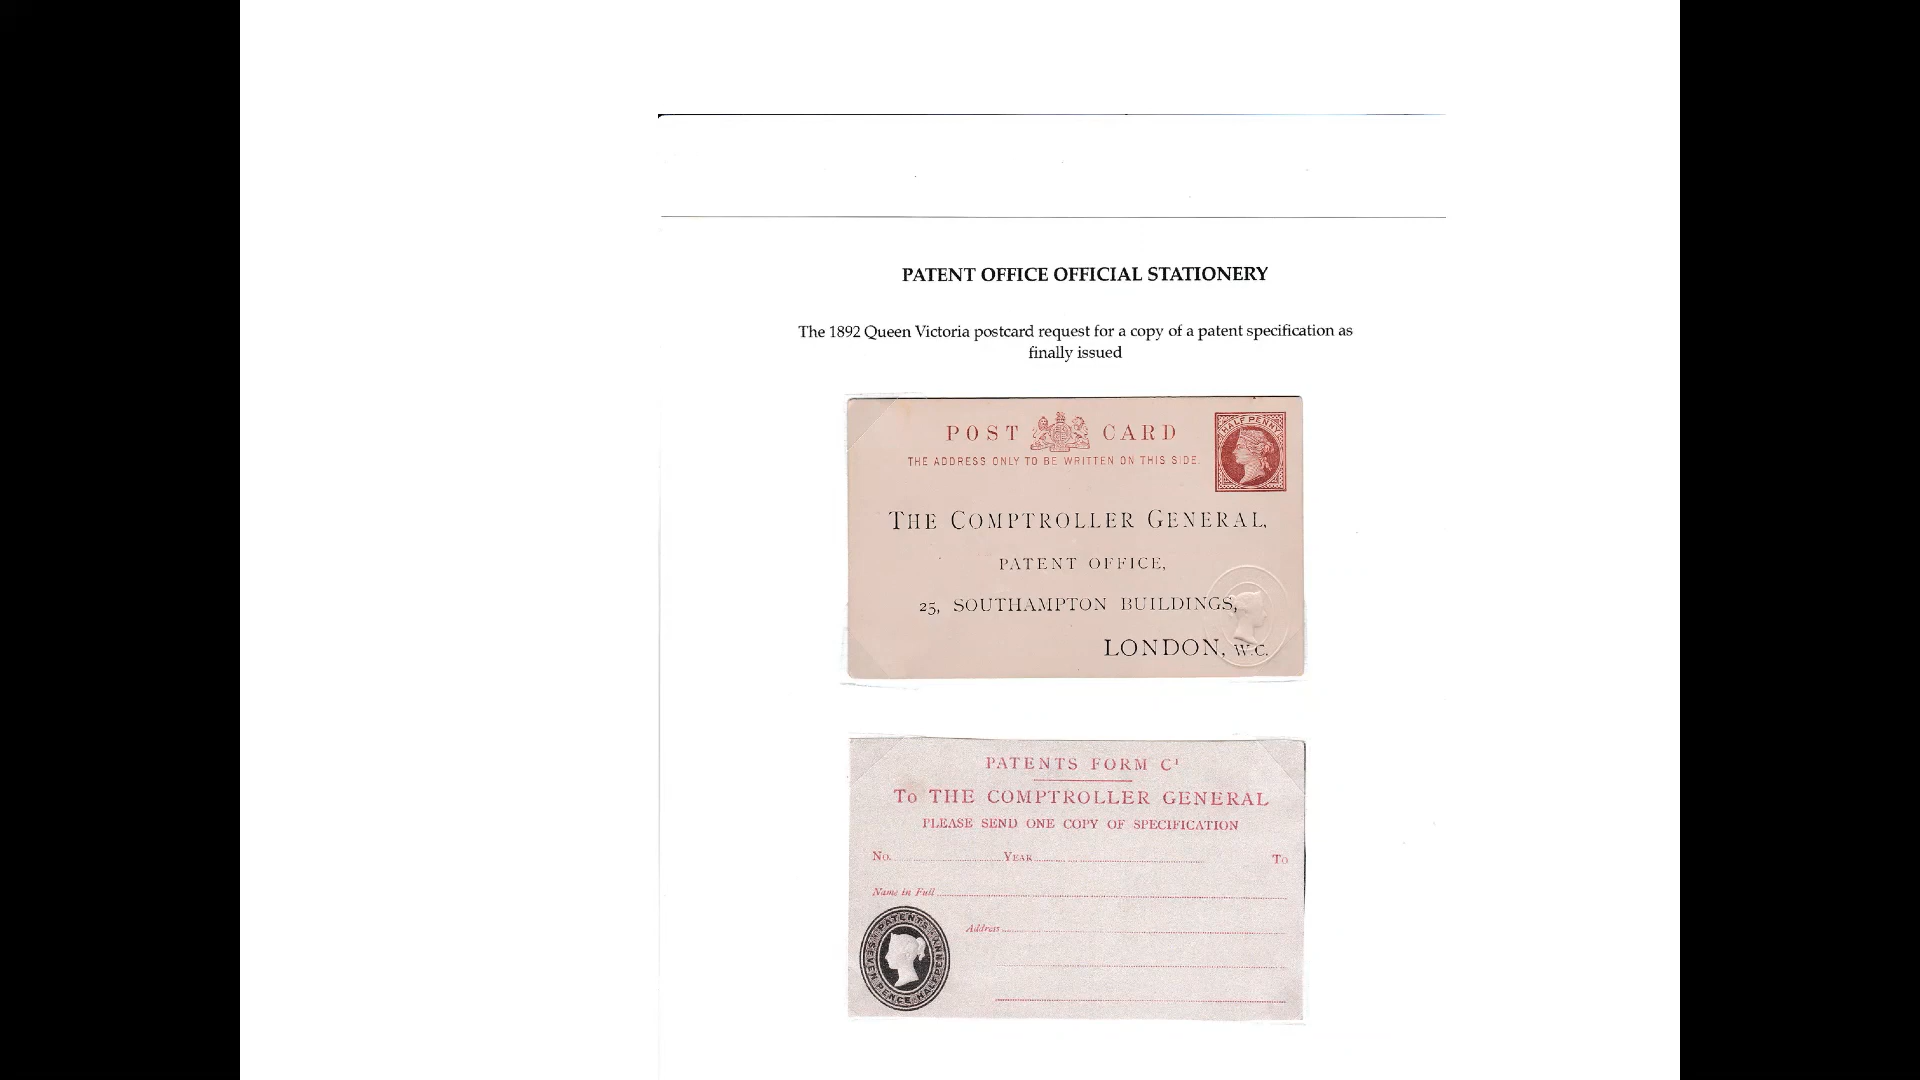 PATENT OFFICE OFFICIAL STATIONERY
The 1892 Queen Victoria postcard request for a copy of a patent specification as
finally issued
POST CARD
THE ADDRESS ONLY TO BE WRITTEN ON THIS SIDE.
HALFPENNY
THE COMPTROLLER GENERAL,
PATENT OFFICE,
25, SOUTHAMPTON BUILDINGS,
LONDON, W.C.
PATENTS FORM C¹
To THE COMPTROLLER GENERAL
PLEASE SEND ONE COPY OF SPECIFICATION
No. YEAR To
Name in Full
Address
PATENTS
SEVEN PENCE HALFPENNY